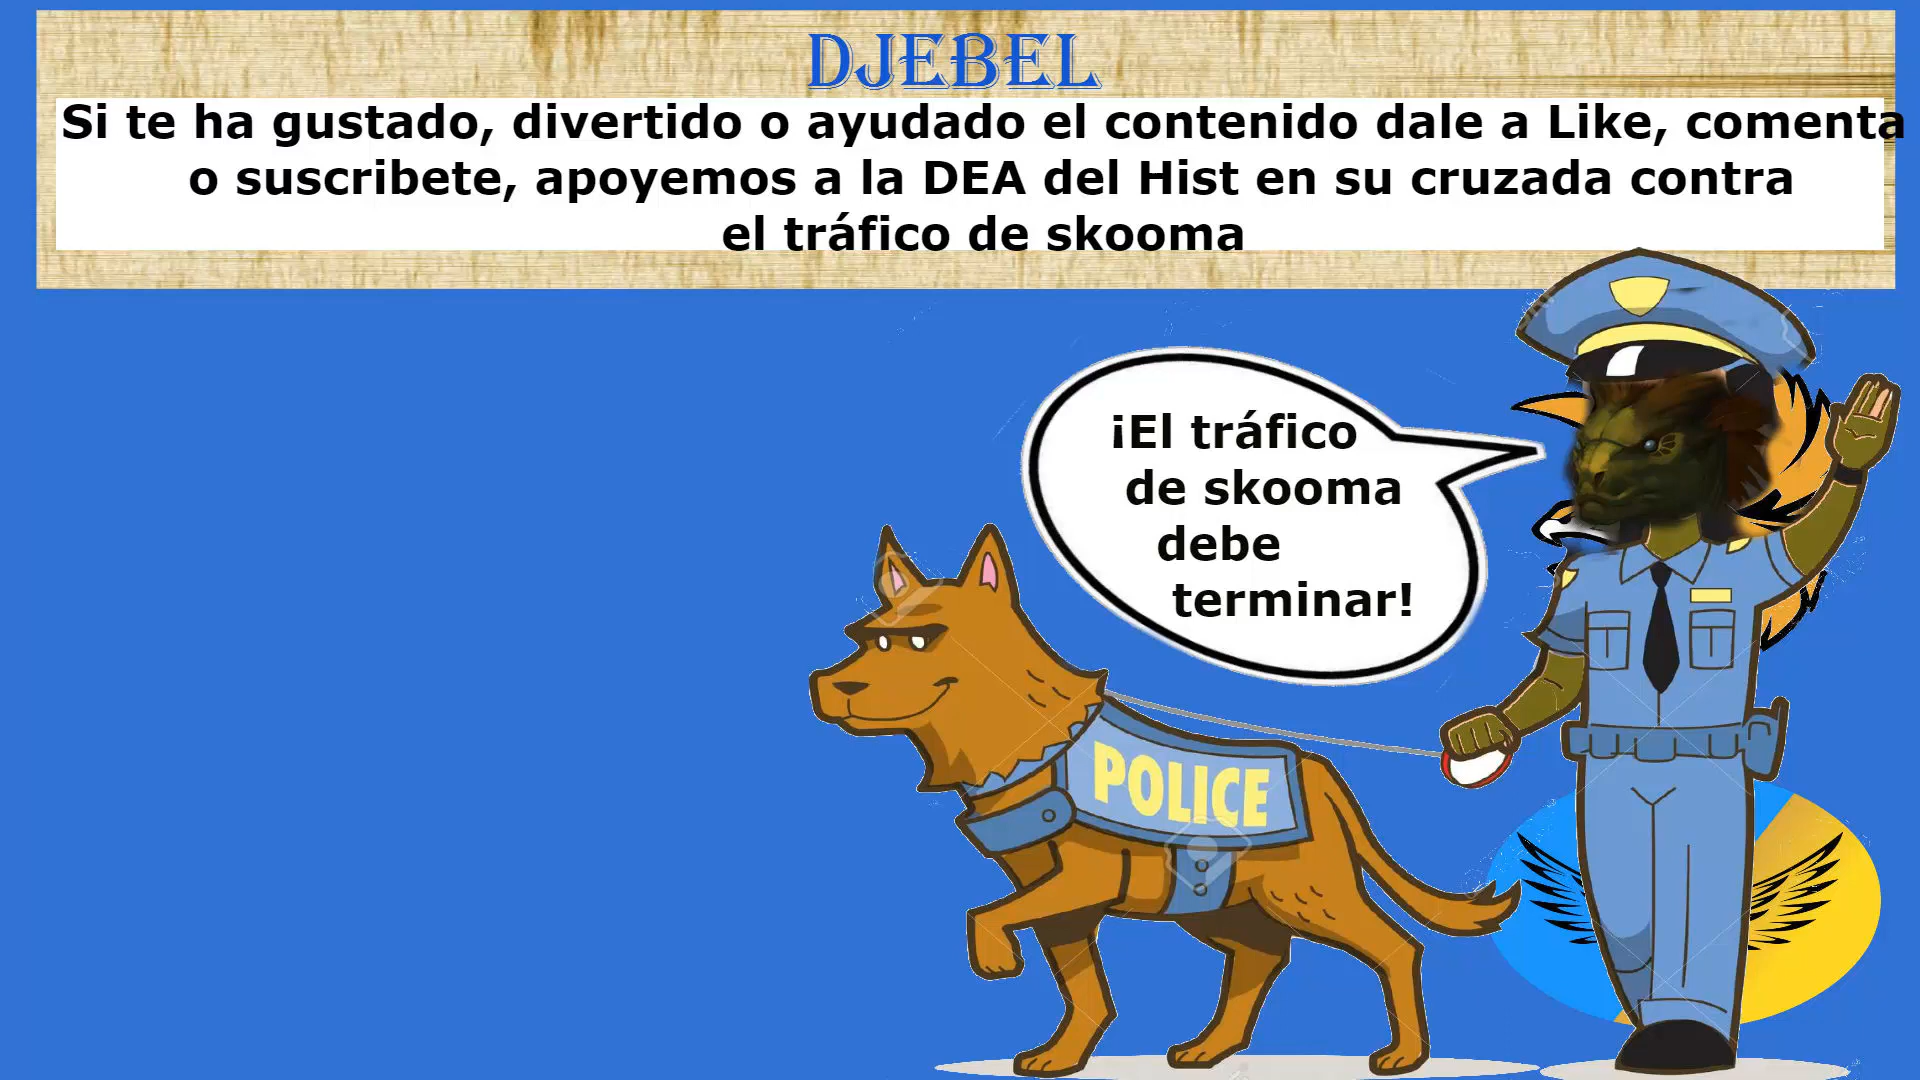 DJEBEL
Si te ha gustado, divertido o ayudado el contenido dale a Like, comenta
o suscribete, apoyemos a la DEA del Hist en su cruzada contra
el tráfico de skooma
¡El tráfico
de skooma
debe
terminar!
POLICE